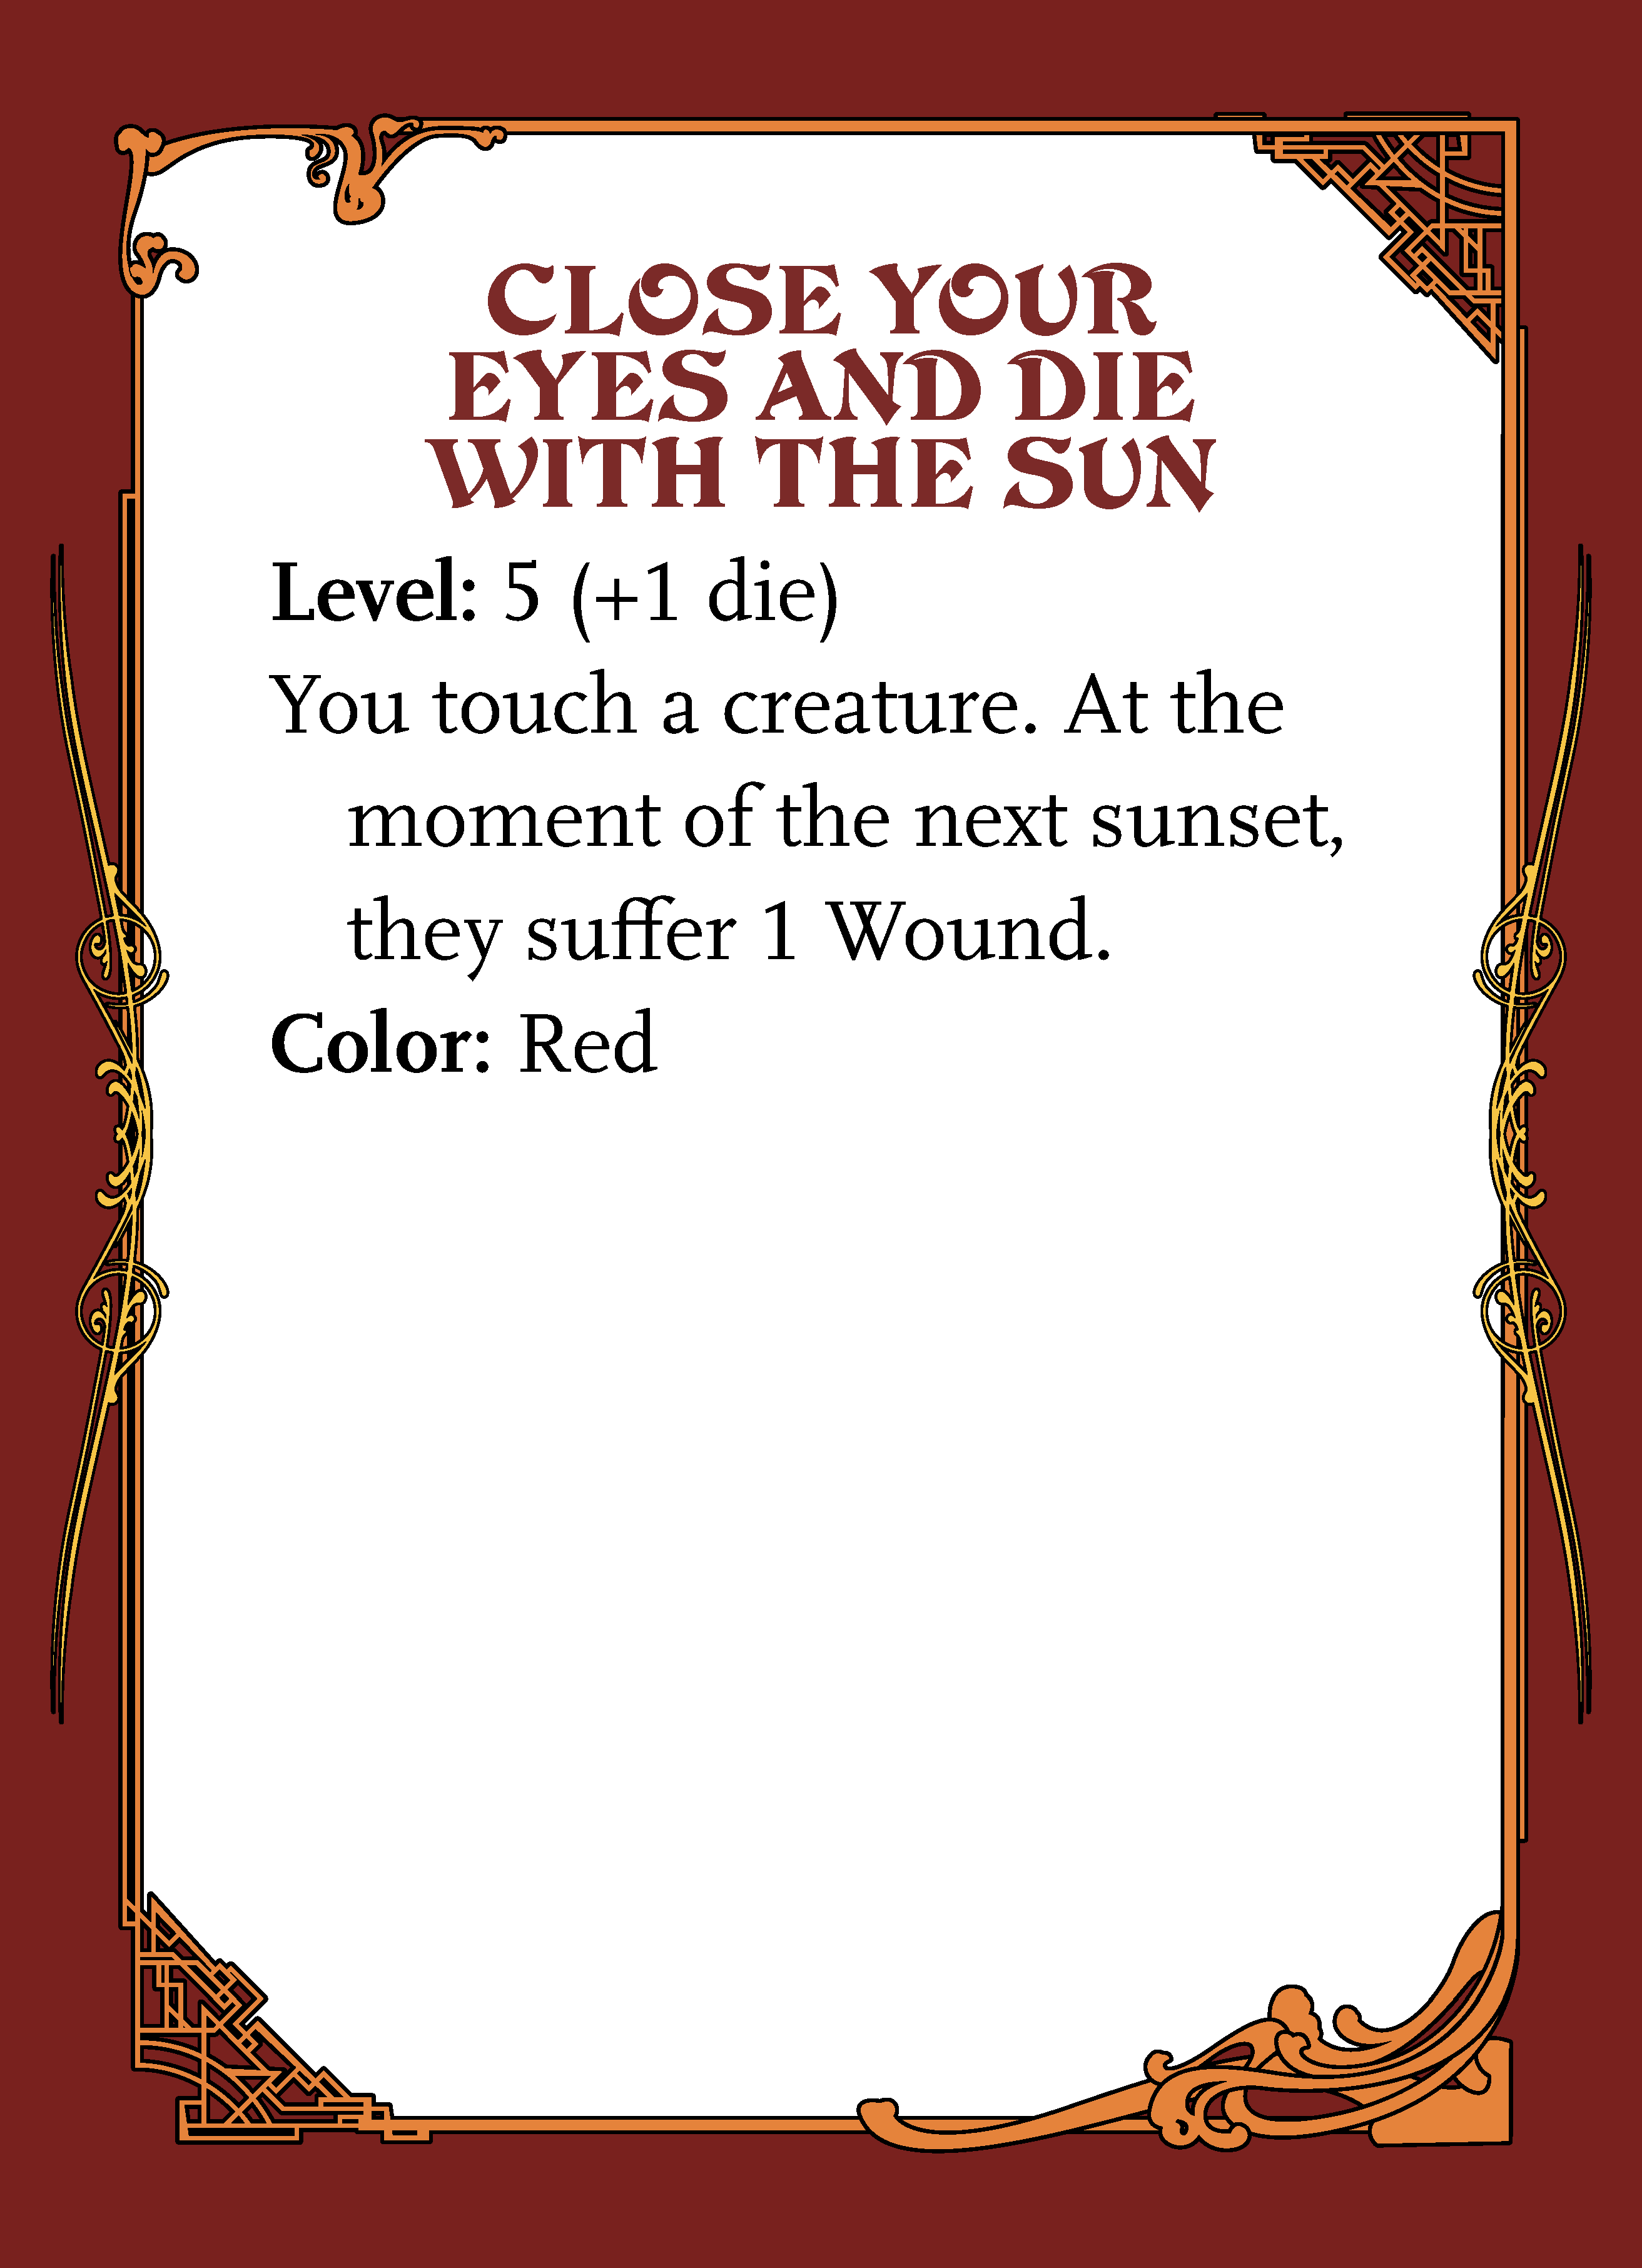 CLOSE YOUR
EYES AND DIE
WITH THE SUN
Level: 5 (+1 die)
You touch a creature. At the
moment of the next sunset,
they suffer 1 Wound.
Color: Red